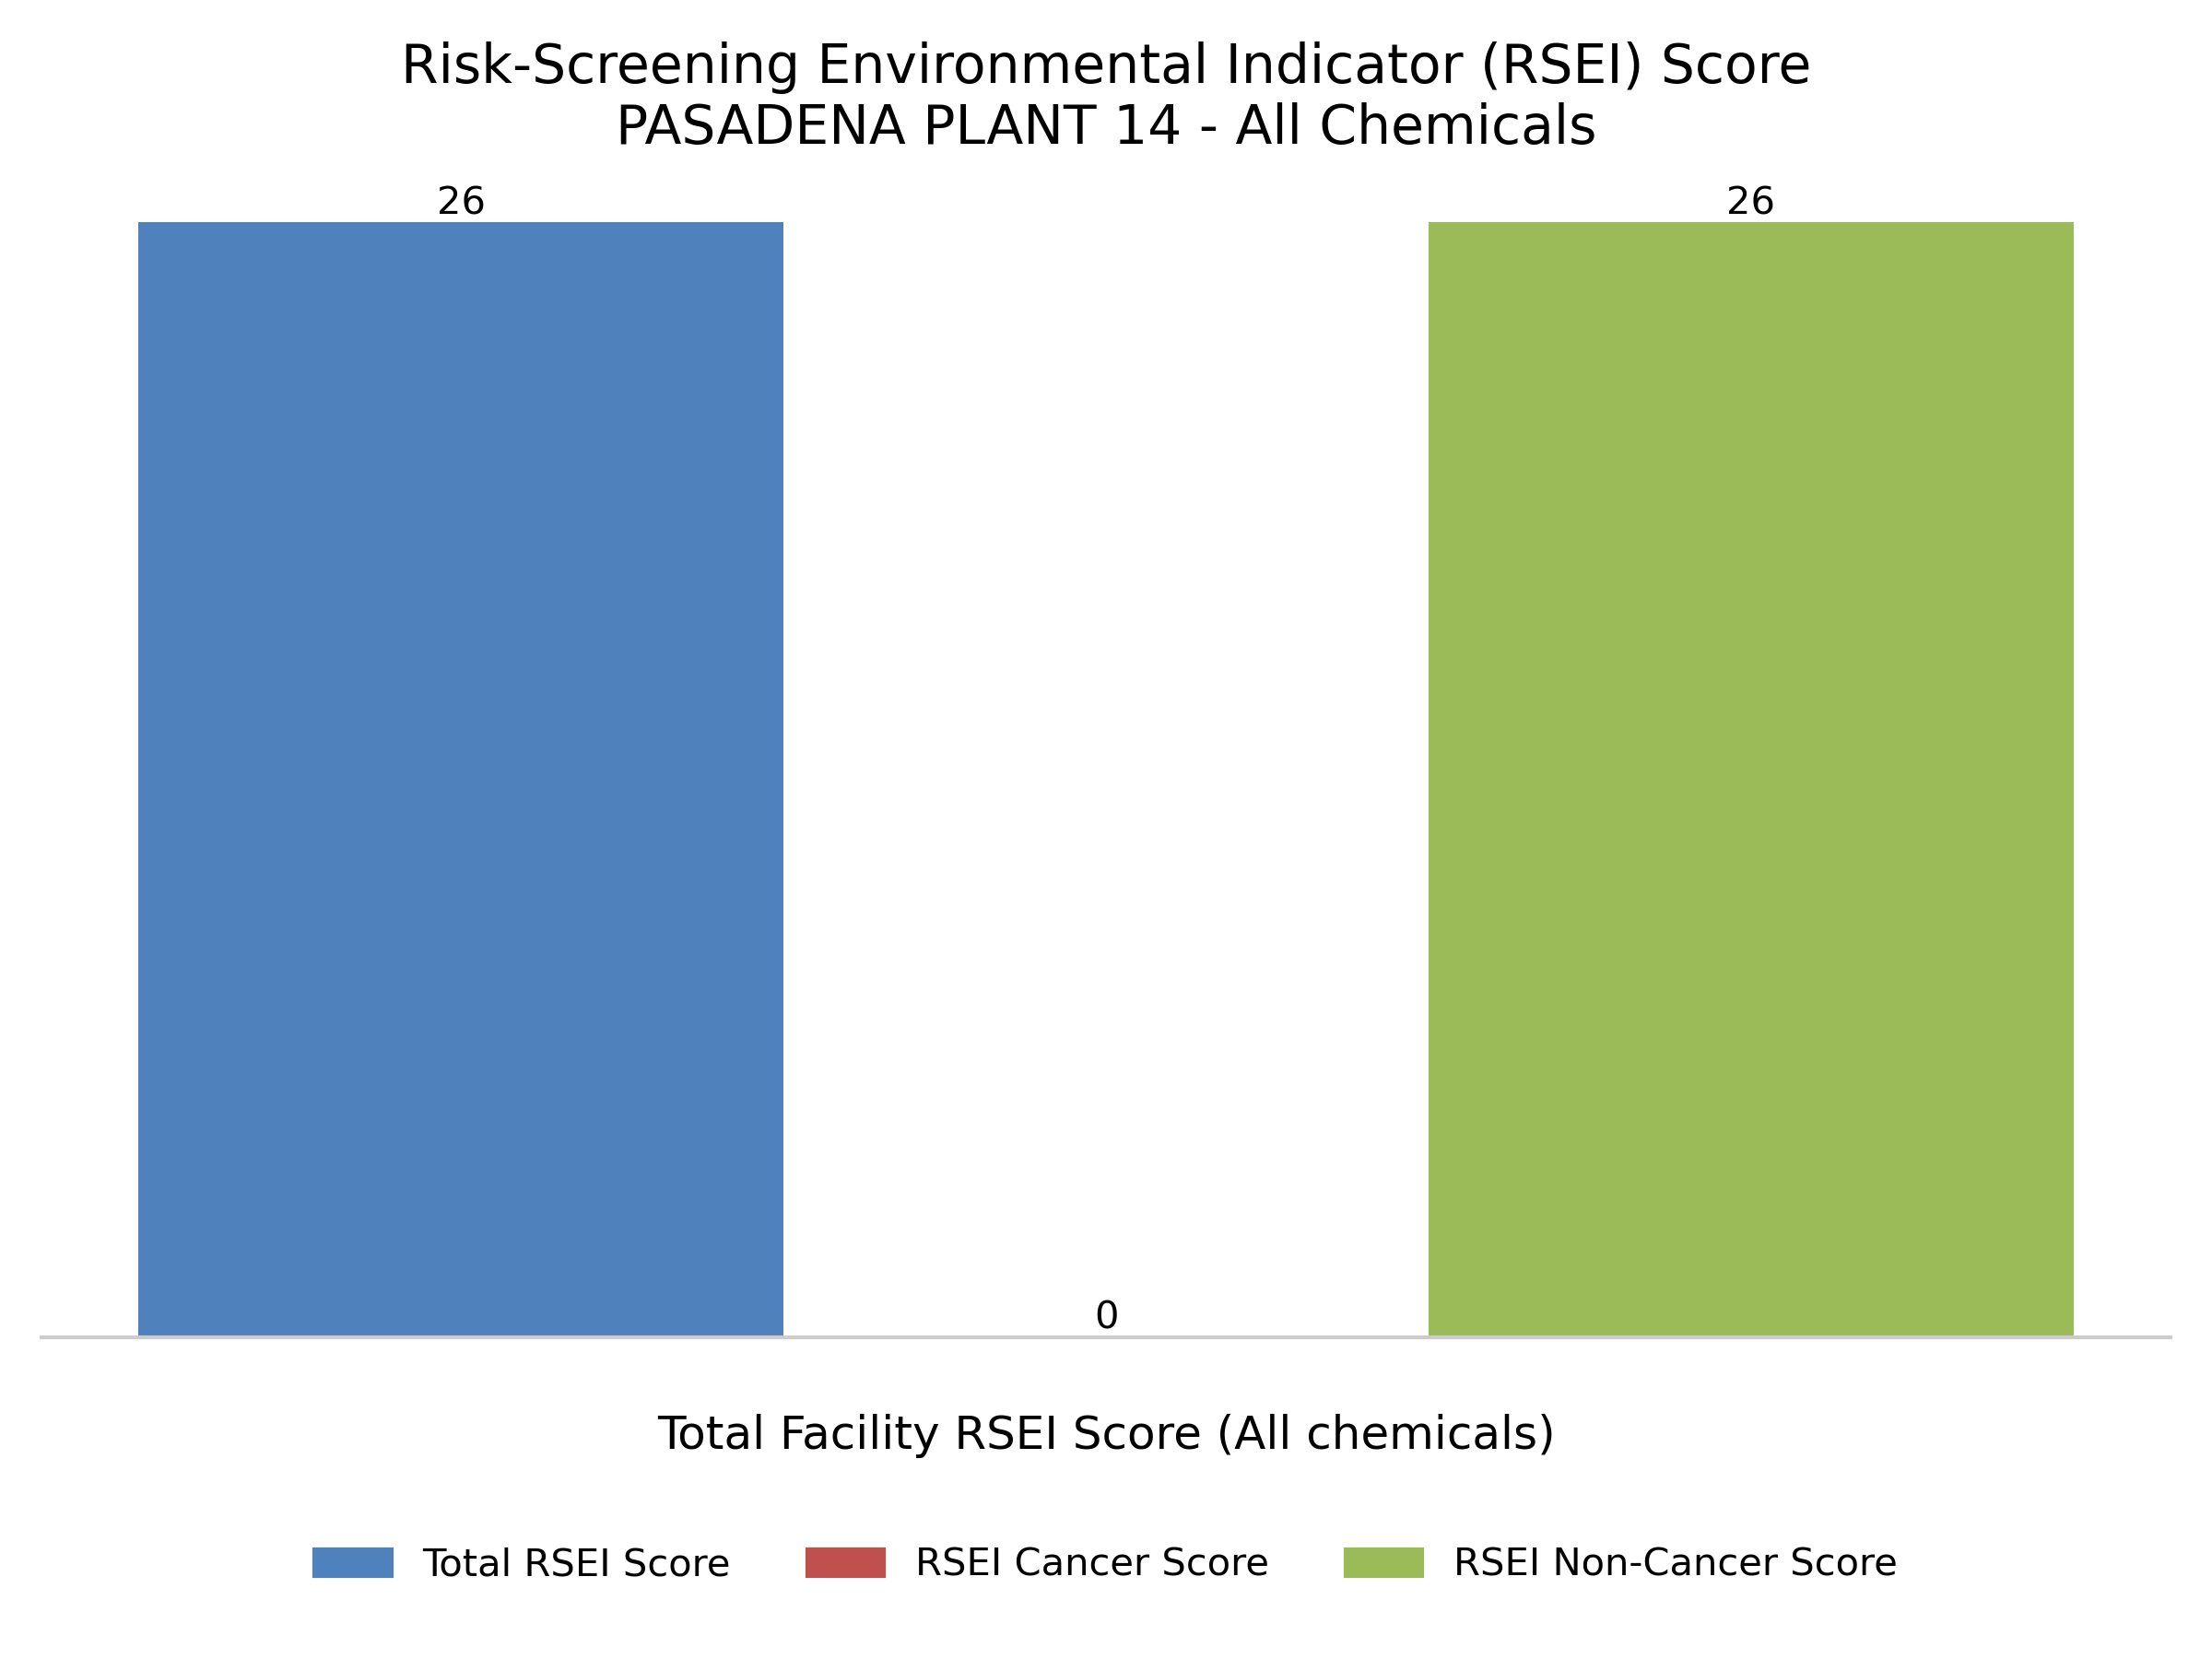 Risk-Screening Environmental Indicator (RSEI) Score
PASADENA PLANT 14 - All Chemicals
26
26
0
Total Facility RSEI Score (All chemicals)
Total RSEI Score
RSEI Cancer Score
RSEI Non-Cancer Score